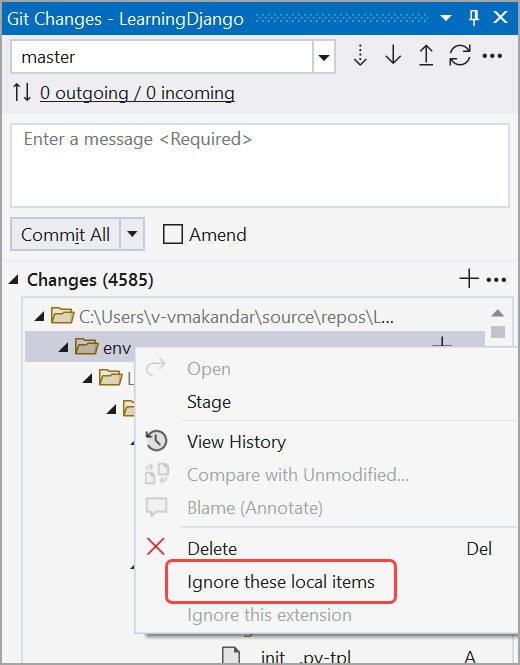 Git Changes - LearningDjango
master
0 outgoing / 0 incoming
Enter a message <Required>
Commit All
Amend
Changes (4585)
C:\Users\v-vmakandar\source\repos\L...
env
L
Open
Stage
View History
Compare with Unmodified...
Blame (Annotate)
Delete Del
Ignore these local items
Ignore this extension
init__.py-tpl A